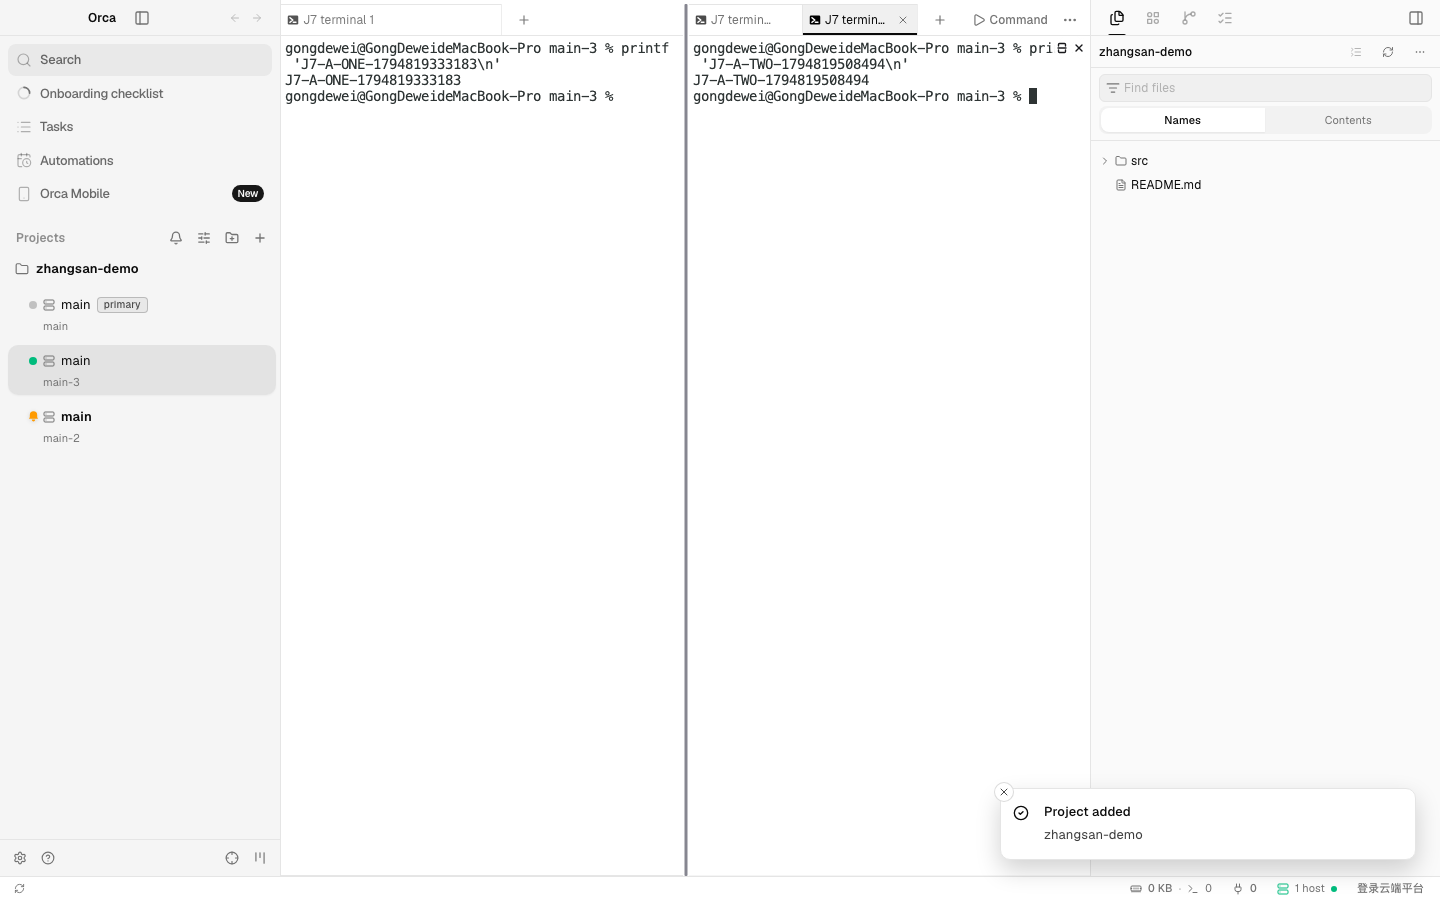 Orca
Search
Onboarding checklist
Tasks
Automations
Orca Mobile New
Projects
zhangsan-demo
main primary
main
main
main-3
main
main-2
J7 terminal 1
gongdewei@GongDeweideMacBook-Pro main-3 % printf
'J7-A-ONE-1794819333183\n'
J7-A-ONE-1794819333183
gongdewei@GongDeweideMacBook-Pro main-3 %
J7 termin... J7 termin... Command
gongdewei@GongDeweideMacBook-Pro main-3 % pri
'J7-A-TWO-1794819508494\n'
J7-A-TWO-1794819508494
gongdewei@GongDeweideMacBook-Pro main-3 %
zhangsan-demo
Find files
Names Contents
src
README.md
Project added
zhangsan-demo
0 KB · 0 0 1 host 登录云端平台